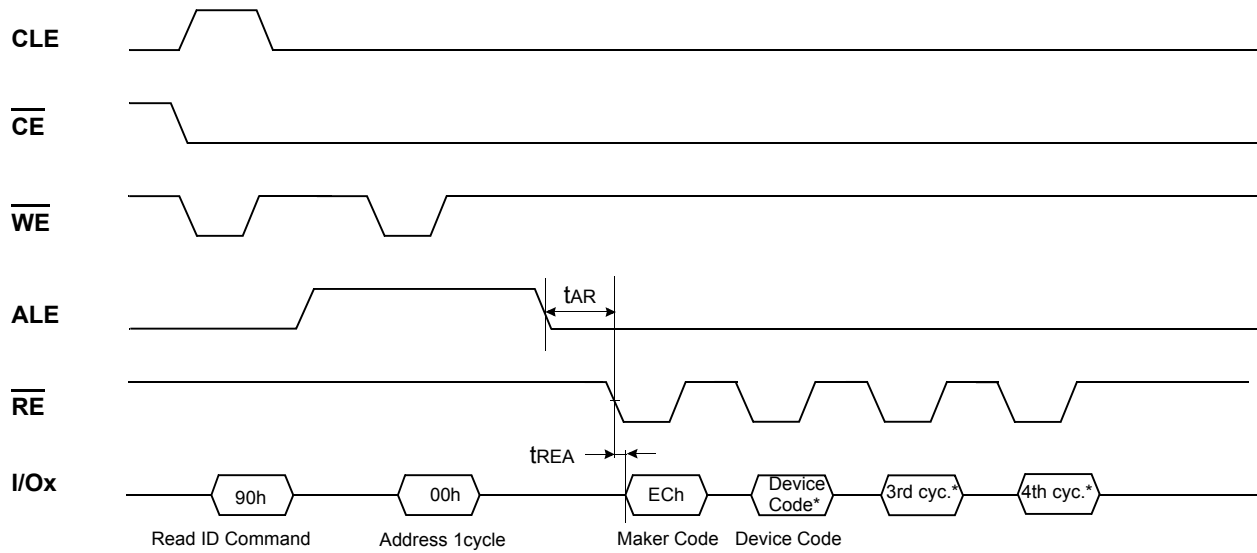 CLE
CE
WE
ALE
tAR
RE
tREA
I/Ox
90h
00h
ECh
Device
Code*
3rd cyc.*
4th cyc.*
Read ID Command
Address 1cycle
Maker Code
Device Code